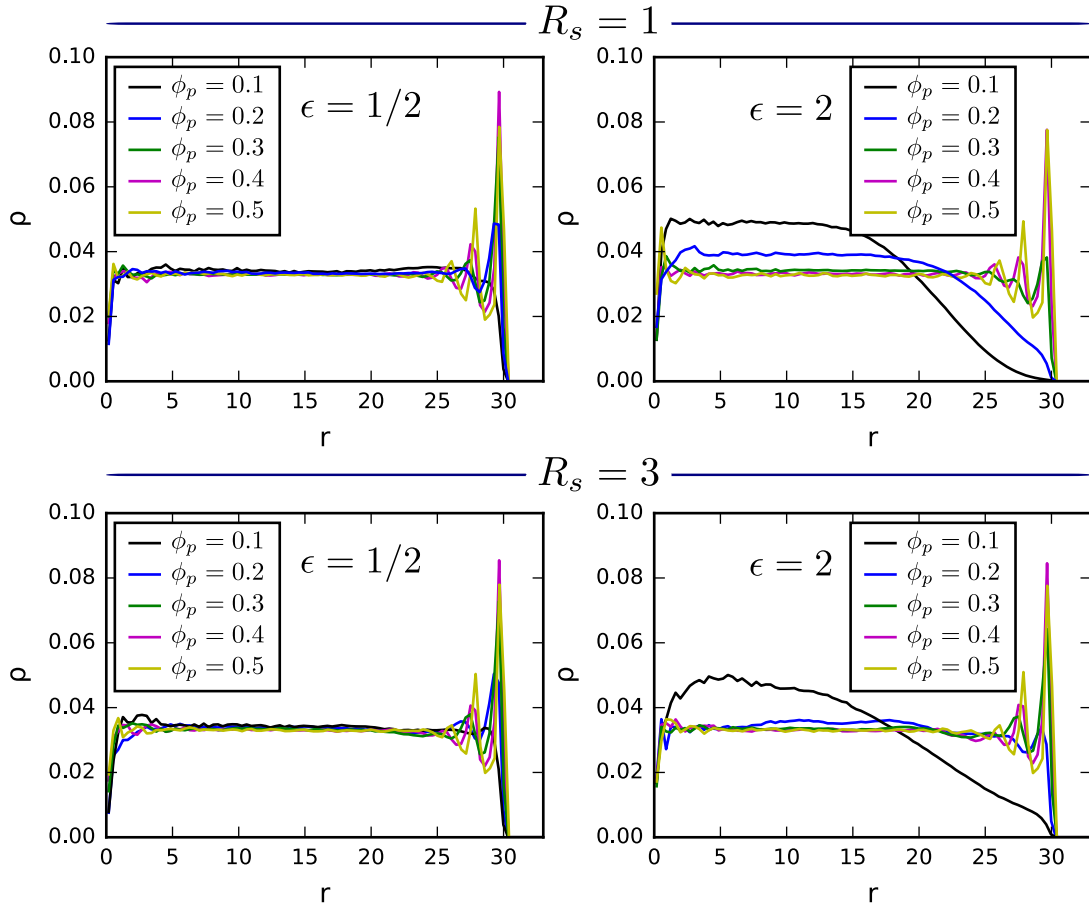 R_s = 1
0.10
0.08
0.06
0.04
0.02
0.00
ρ
ϕ_p = 0.1
ϕ_p = 0.2
ϕ_p = 0.3
ϕ_p = 0.4
ϕ_p = 0.5
ϵ = 1/2
0 5 10 15 20 25 30
r
0.10
0.08
0.06
0.04
0.02
0.00
ρ
ϵ = 2
ϕ_p = 0.1
ϕ_p = 0.2
ϕ_p = 0.3
ϕ_p = 0.4
ϕ_p = 0.5
0 5 10 15 20 25 30
r
R_s = 3
0.10
0.08
0.06
0.04
0.02
0.00
ρ
ϕ_p = 0.1
ϕ_p = 0.2
ϕ_p = 0.3
ϕ_p = 0.4
ϕ_p = 0.5
ϵ = 1/2
0 5 10 15 20 25 30
r
0.10
0.08
0.06
0.04
0.02
0.00
ρ
ϵ = 2
ϕ_p = 0.1
ϕ_p = 0.2
ϕ_p = 0.3
ϕ_p = 0.4
ϕ_p = 0.5
0 5 10 15 20 25 30
r